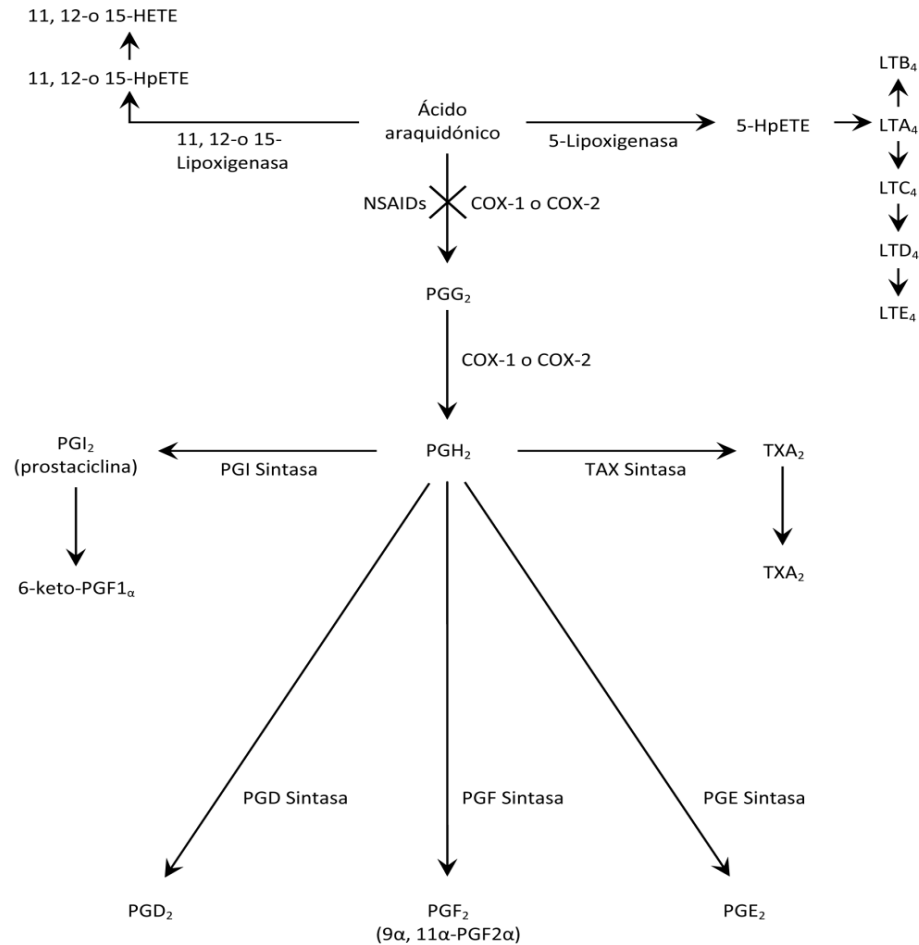 11, 12-o 15-HETE
11, 12-o 15-HpETE
11, 12-o 15-
Lipoxigenasa
Ácido
araquidónico
5-Lipoxigenasa
5-HpETE
LTB₄
LTA₄
LTC₄
LTD₄
LTE₄
NSAIDs
COX-1 o COX-2
PGG₂
COX-1 o COX-2
PGI₂
(prostaciclina)
PGI Sintasa
PGH₂
TAX Sintasa
TXA₂
6-keto-PGF1α
TXA₂
PGD Sintasa
PGF Sintasa
PGE Sintasa
PGD₂
PGF₂
(9α, 11α-PGF2α)
PGE₂